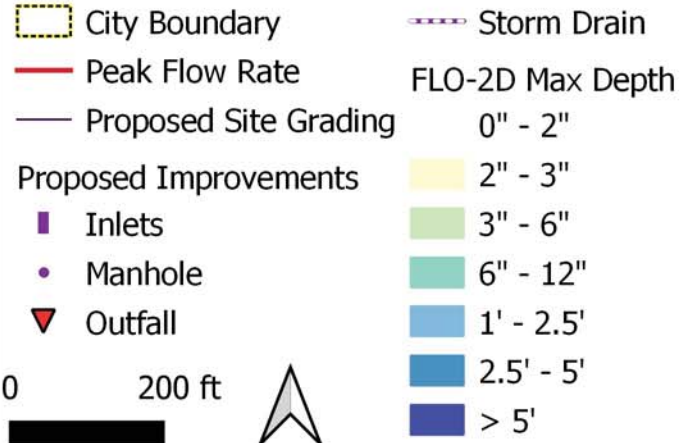 City Boundary
Peak Flow Rate
Proposed Site Grading
Proposed Improvements
Inlets
Manhole
Outfall
0 200 ft
Storm Drain
FLO-2D Max Depth
0" - 2"
2" - 3"
3" - 6"
6" - 12"
1' - 2.5'
2.5' - 5'
> 5'